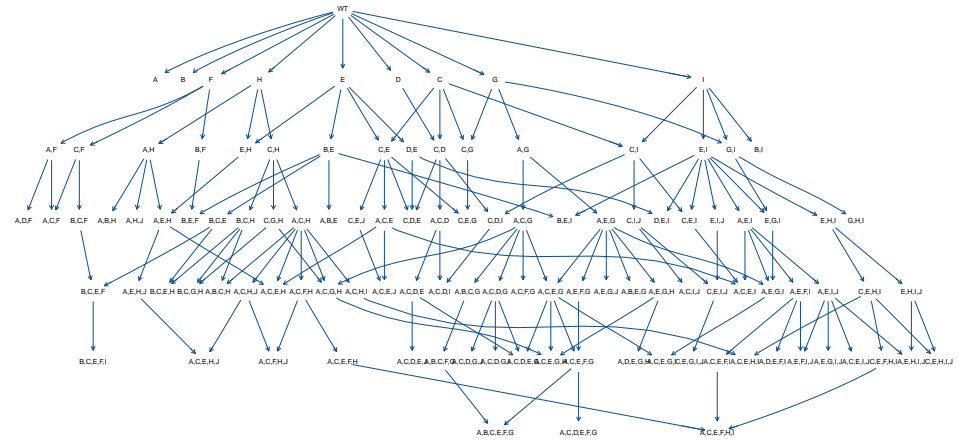 WT
A B F H E D C G I
A,F C,F A,H B,F E,H C,H B,E C,E D,E C,D C,G A,G C,I E,I G,I B,I
A,D,F A,C,F B,C,F A,B,H A,H,J A,E,H B,E,F B,C,E B,C,H C,G,H A,C,H A,B,E C,E,J A,C,E C,D,E A,C,D C,E,G C,D,I A,C,G B,E,I A,E,G C,I,J D,E,I C,E,I E,I,J A,E,I E,G,I E,H,I G,H,I
B,C,E,F A,E,H,J B,C,E,H B,C,G,H A,B,C,H A,C,H,J A,C,E,H A,C,F,H A,C,G,H A,C,H,I A,C,E,J A,C,D,E A,C,D,I A,B,C,G A,C,D,G A,C,F,G A,C,E,G A,E,F,G A,E,G,J A,B,E,G A,E,G,H A,C,I,J C,E,I,J A,C,E,I A,E,G,I A,E,F,I A,E,I,J C,E,H,I E,H,I,J
B,C,E,F,I A,C,E,H,J A,C,F,H,J A,C,E,F,H A,C,D,E,J A,B,C,F,G A,C,D,G,J A,C,D,G,I A,C,D,E,G A,C,E,G,H A,C,E,F,G A,D,E,G,H A,C,E,G,I C,E,G,I,J A,C,E,F,I A,C,E,H,I A,D,E,F,I A,E,F,I,J A,E,G,I,J A,C,E,I,J C,E,F,H,I A,E,H,I,J C,E,H,I,J
A,B,C,E,F,G A,C,D,E,F,G A,C,E,F,H,I